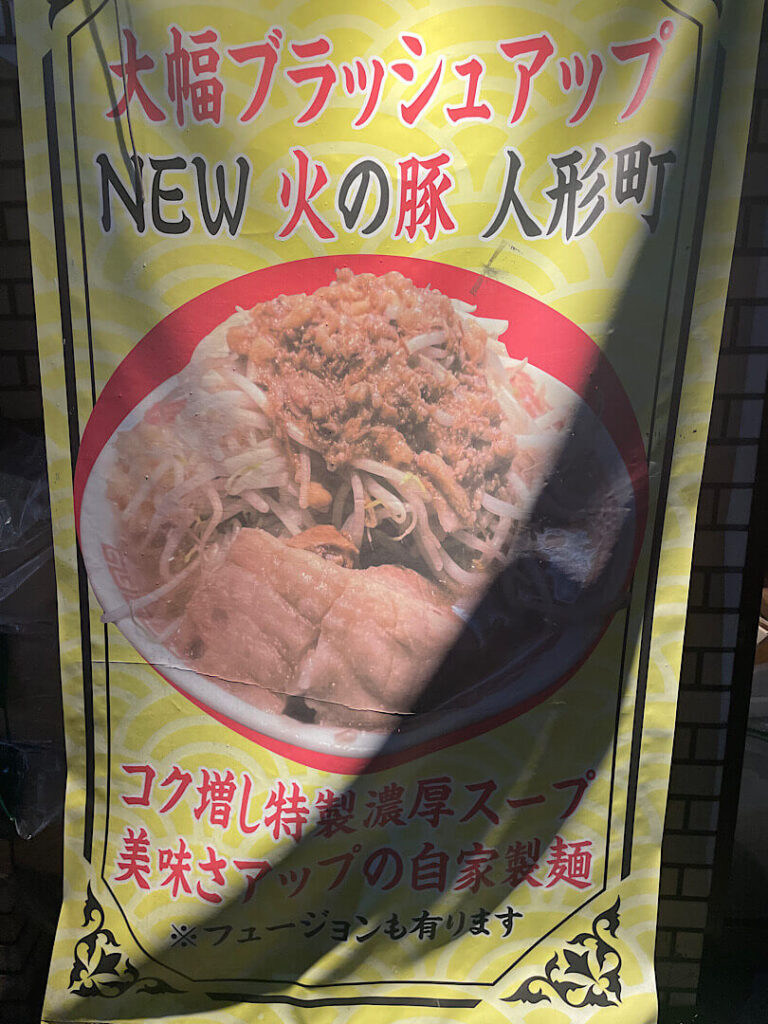 大幅ブラッシュアップ
NEW 火の豚 人形町
コク増し特製濃厚スープ
美味さアップの自家製麺
※フュージョンも有ります